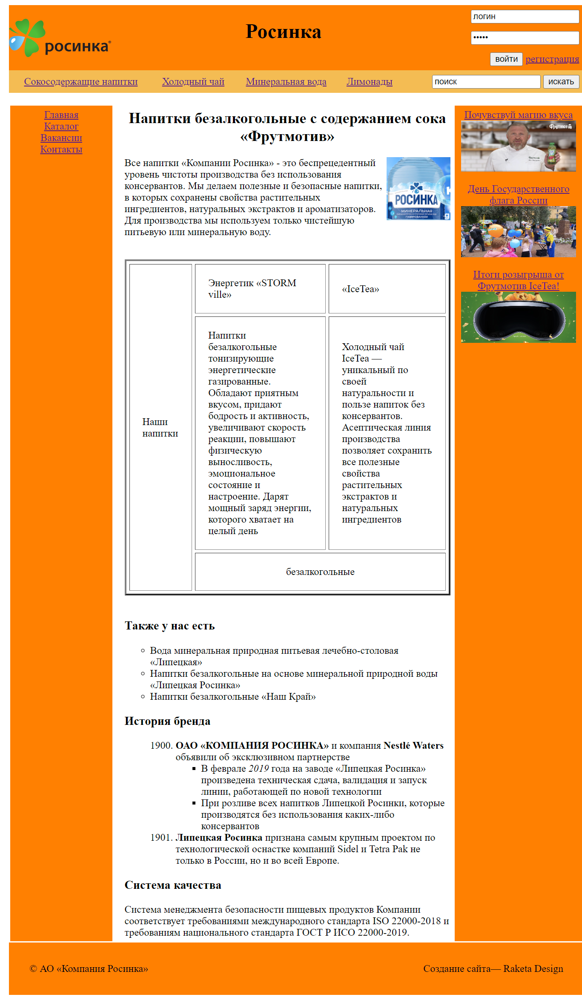 росинка®
Росинка
логин
•••••
войти регистрация
Сокосодержащие напитки Холодный чай Минеральная вода Лимонады поиск искать
Главная
Каталог
Вакансии
Контакты
Напитки безалкогольные с содержанием сока
«Фрутмотив»
Все напитки «Компании Росинка» - это беспрецедентный
уровень чистоты производства без использования
консервантов. Мы делаем полезные и безопасные напитки,
в которых сохранены свойства растительных
ингредиентов, натуральных экстрактов и ароматизаторов.
Для производства мы используем только чистейшую
питьевую или минеральную воду.
РОСИНКА
МИНЕРАЛЬНАЯ
ГАЗИРОВАННАЯ
Наши
напитки
Энергетик «STORM
ville»
«IceTea»
Напитки
безалкогольные
тонизирующие
энергетические
газированные.
Обладают приятным
вкусом, придают
бодрость и активность,
увеличивают скорость
реакции, повышают
физическую
выносливость,
эмоциональное
состояние и
настроение. Дарят
мощный заряд энергии,
которого хватает на
целый день
Холодный чай
IceTea —
уникальный по
своей
натуральности и
пользе напиток без
консервантов.
Асептическая линия
производства
позволяет сохранить
все полезные
свойства
растительных
экстрактов и
натуральных
ингредиентов
безалкогольные
Также у нас есть
Вода минеральная природная питьевая лечебно-столовая
«Липецкая»
Напитки безалкогольные на основе минеральной природной воды
«Липецкая Росинка»
Напитки безалкогольные «Наш Край»
История бренда
1900. ОАО «КОМПАНИЯ РОСИНКА» и компания Nestlé Waters
объявили об эксклюзивном партнерстве
В феврале 2019 года на заводе «Липецкая Росинка»
произведена техническая сдача, валидация и запуск
линии, работающей по новой технологии
При розливе всех напитков Липецкой Росинки, которые
производятся без использования каких-либо
консервантов
1901. Липецкая Росинка признана самым крупным проектом по
технологической оснастке компаний Sidel и Tetra Pak не
только в России, но и во всей Европе.
Система качества
Система менеджмента безопасности пищевых продуктов Компании
соответствует требованиями международного стандарта ISO 22000-2018 и
требованиям национального стандарта ГОСТ Р ИСО 22000-2019.
Почувствуй магию вкуса
Фрутмотив
День Государственного
флага России
Итоги розыгрыша от
Фрутмотив IceTea!
© АО «Компания Росинка»
Создание сайта— Raketa Design